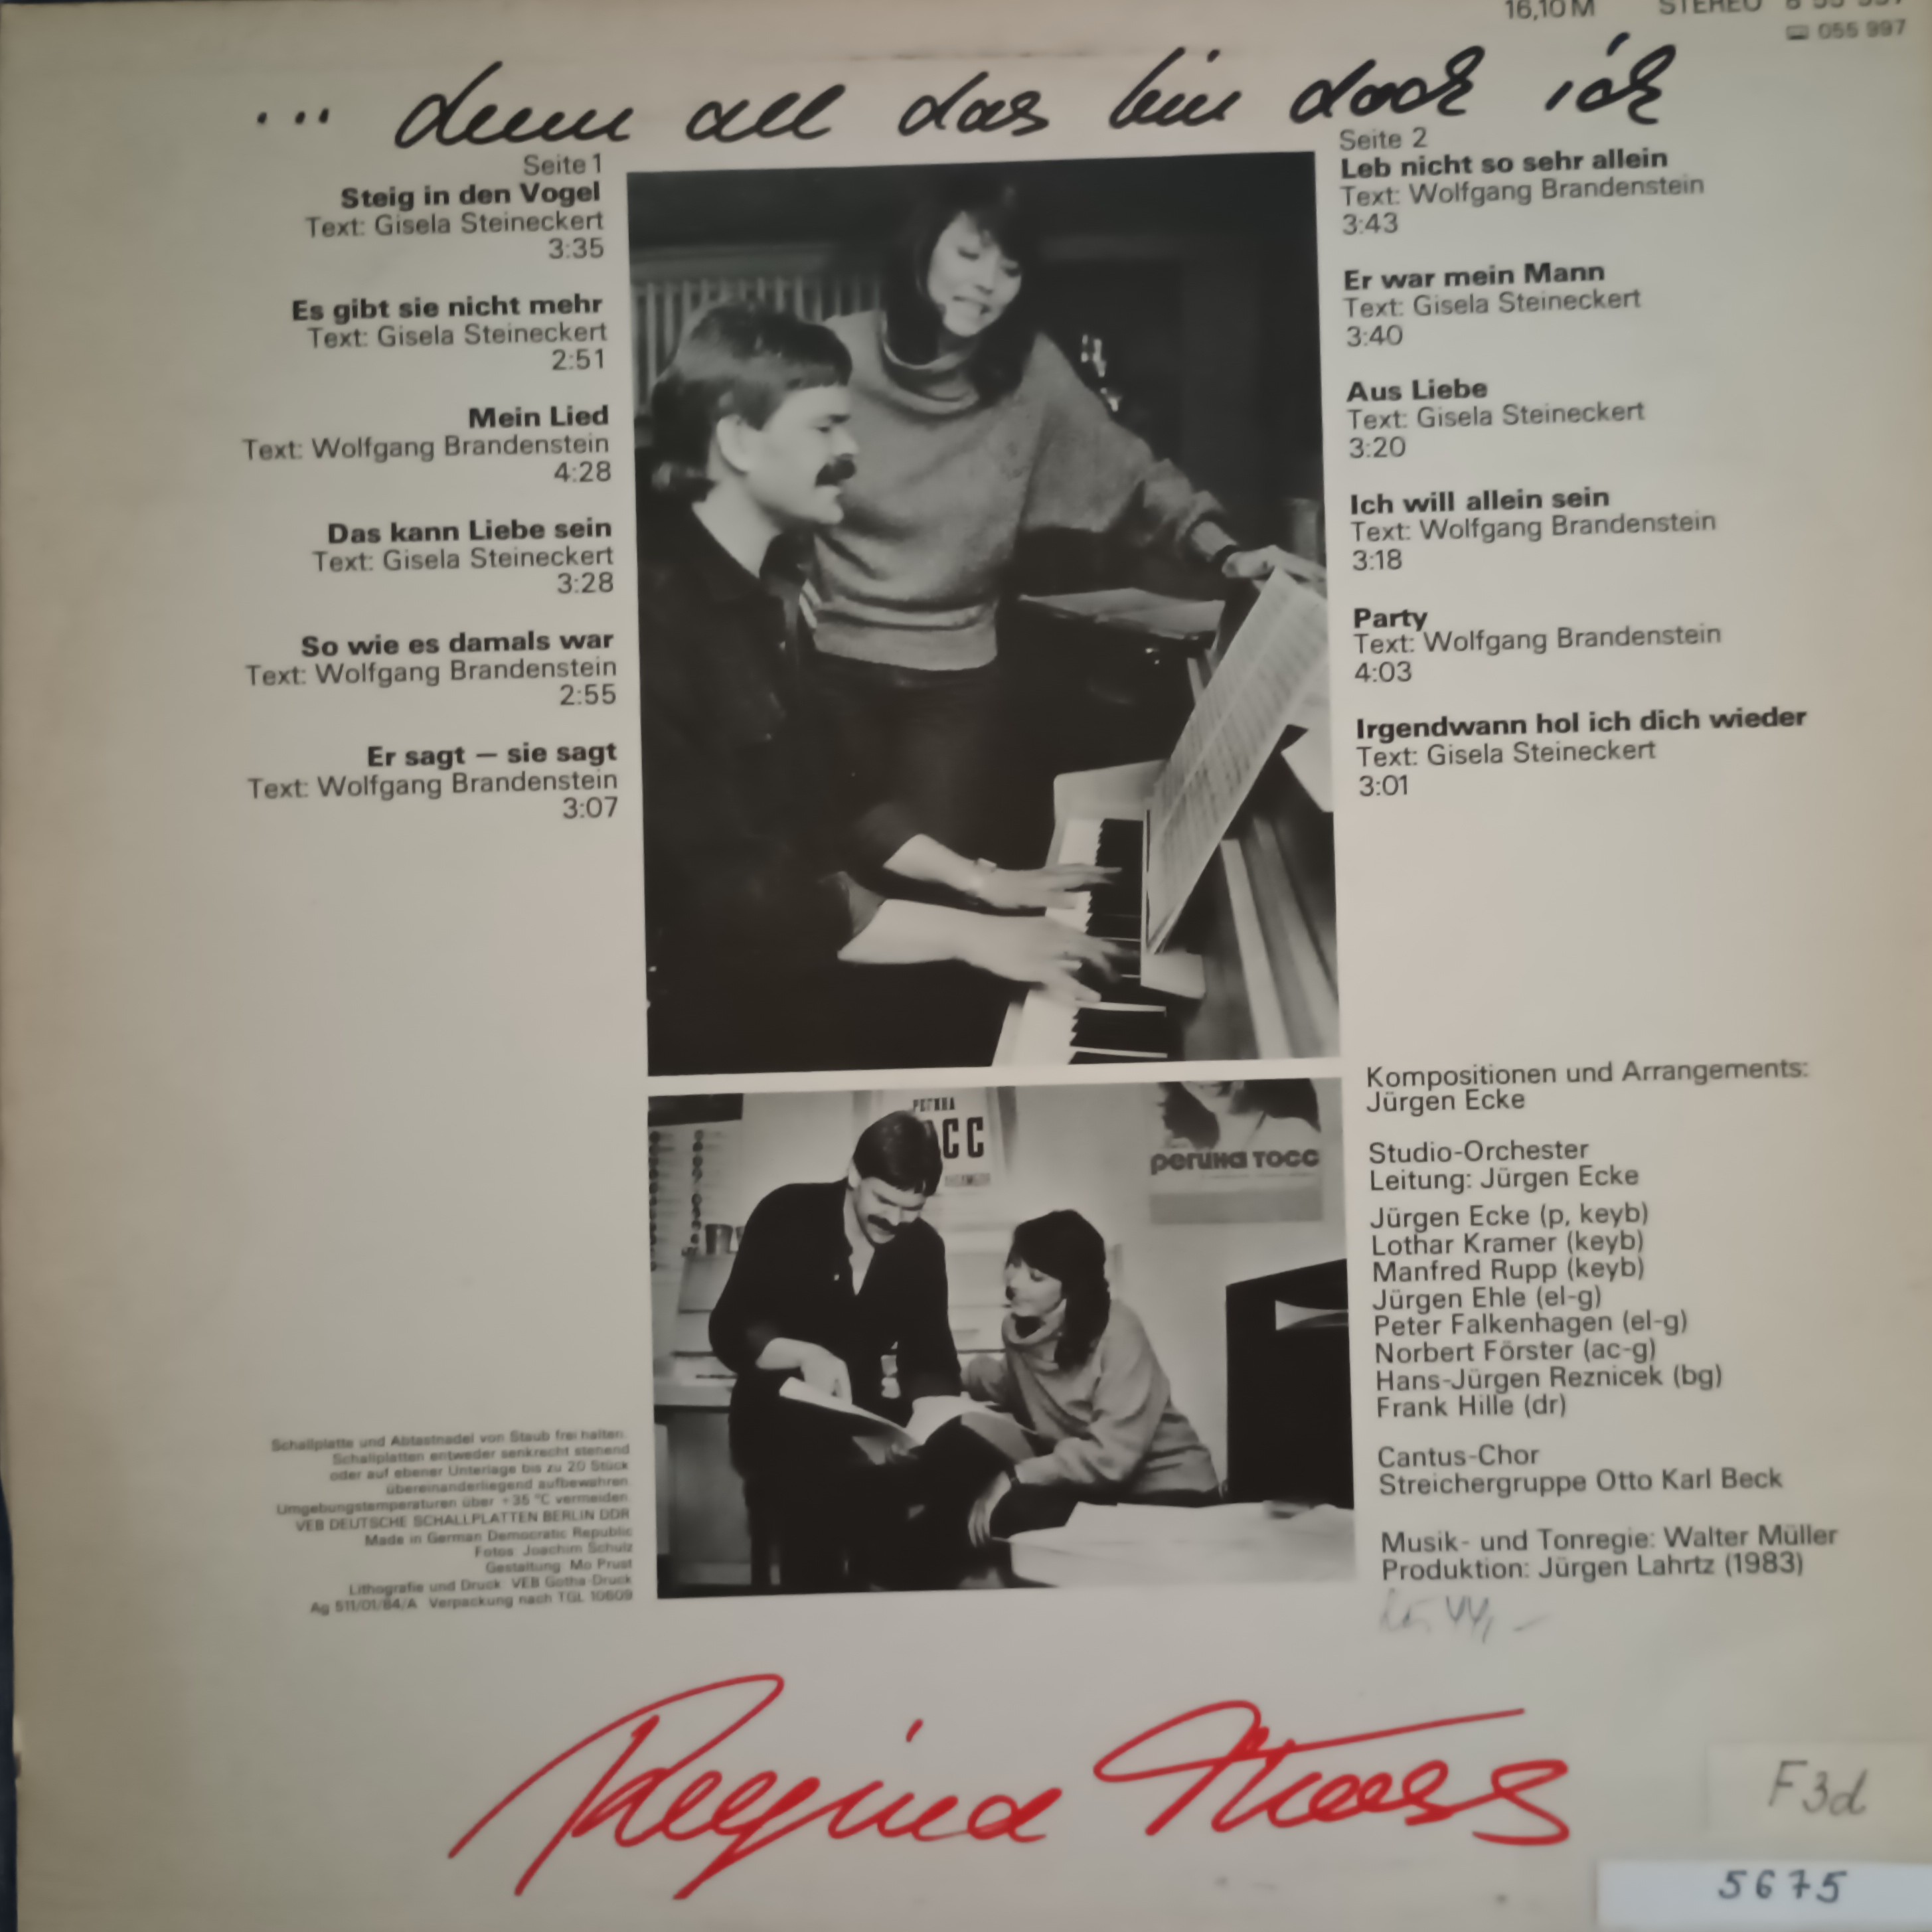 16,10 M STEREO
055 997
... denn all das bin doch ich
Seite 1
Steig in den Vogel
Text: Gisela Steineckert
3:35
Es gibt sie nicht mehr
Text: Gisela Steineckert
2:51
Mein Lied
Text: Wolfgang Brandenstein
4:28
Das kann Liebe sein
Text: Gisela Steineckert
3:28
So wie es damals war
Text: Wolfgang Brandenstein
2:55
Er sagt – sie sagt
Text: Wolfgang Brandenstein
3:07
Seite 2
Leb nicht so sehr allein
Text: Wolfgang Brandenstein
3:43
Er war mein Mann
Text: Gisela Steineckert
3:40
Aus Liebe
Text: Gisela Steineckert
3:20
Ich will allein sein
Text: Wolfgang Brandenstein
3:18
Party
Text: Wolfgang Brandenstein
4:03
Irgendwann hol ich dich wieder
Text: Gisela Steineckert
3:01
РЕГИНА
СС
регина тосс
Kompositionen und Arrangements:
Jürgen Ecke
Studio-Orchester
Leitung: Jürgen Ecke
Jürgen Ecke (p, keyb)
Lothar Kramer (keyb)
Manfred Rupp (keyb)
Jürgen Ehle (el-g)
Peter Falkenhagen (el-g)
Norbert Förster (ac-g)
Hans-Jürgen Reznicek (bg)
Frank Hille (dr)
Cantus-Chor
Streichergruppe Otto Karl Beck
Musik- und Tonregie: Walter Müller
Produktion: Jürgen Lahrtz (1983)
Schallplatte und Abtastnadel von Staub frei halten.
Schallplatten entweder senkrecht stehend
oder auf ebener Unterlage bis zu 20 Stück
übereinanderliegend aufbewahren.
Umgebungstemperaturen über +35 °C vermeiden.
VEB DEUTSCHE SCHALLPLATTEN BERLIN DDR
Made in German Democratic Republic
Fotos: Joachim Schulz
Gestaltung: Mo Prust
Lithografie und Druck: VEB Gotha-Druck
Ag 511/01/84/A Verpackung nach TGL 10609
Regina Thoss
F3d
5675